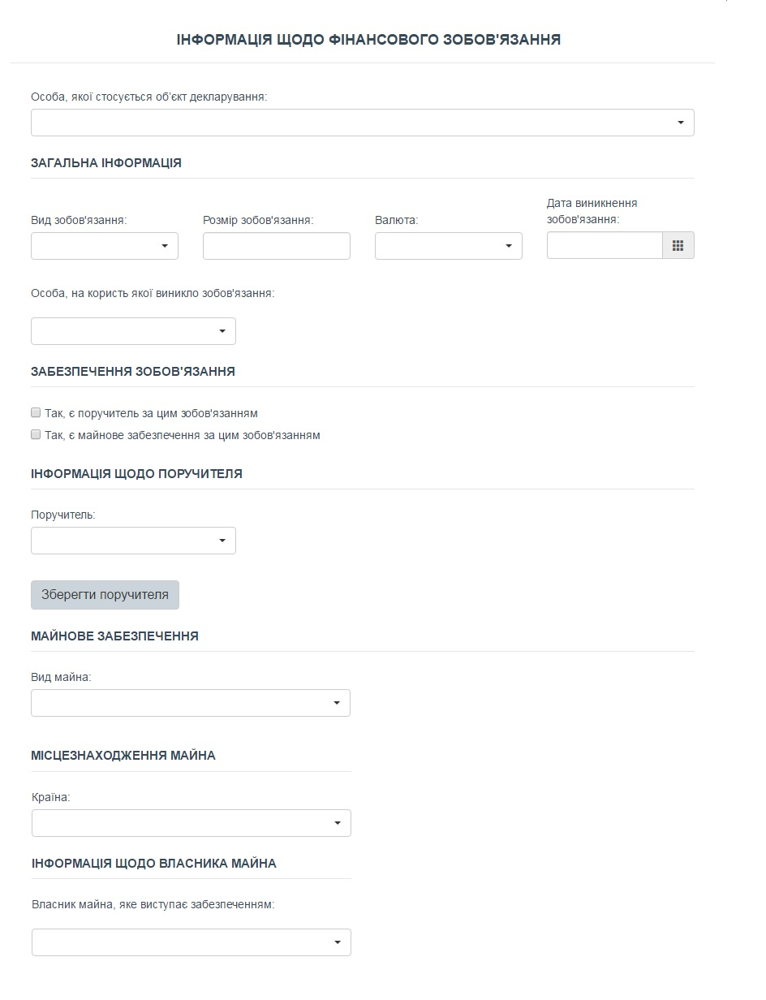 ІНФОРМАЦІЯ ЩОДО ФІНАНСОВОГО ЗОБОВ'ЯЗАННЯ
Особа, якої стосується об'єкт декларування:
ЗАГАЛЬНА ІНФОРМАЦІЯ
Вид зобов'язання:
Розмір зобов'язання:
Валюта:
Дата виникнення
зобов'язання:
Особа, на користь якої виникло зобов'язання:
ЗАБЕЗПЕЧЕННЯ ЗОБОВ'ЯЗАННЯ
Так, є поручитель за цим зобов'язанням
Так, є майнове забезпечення за цим зобов'язанням
ІНФОРМАЦІЯ ЩОДО ПОРУЧИТЕЛЯ
Поручитель:
Зберегти поручителя
МАЙНОВЕ ЗАБЕЗПЕЧЕННЯ
Вид майна:
МІСЦЕЗНАХОДЖЕННЯ МАЙНА
Країна:
ІНФОРМАЦІЯ ЩОДО ВЛАСНИКА МАЙНА
Власник майна, яке виступає забезпеченням: